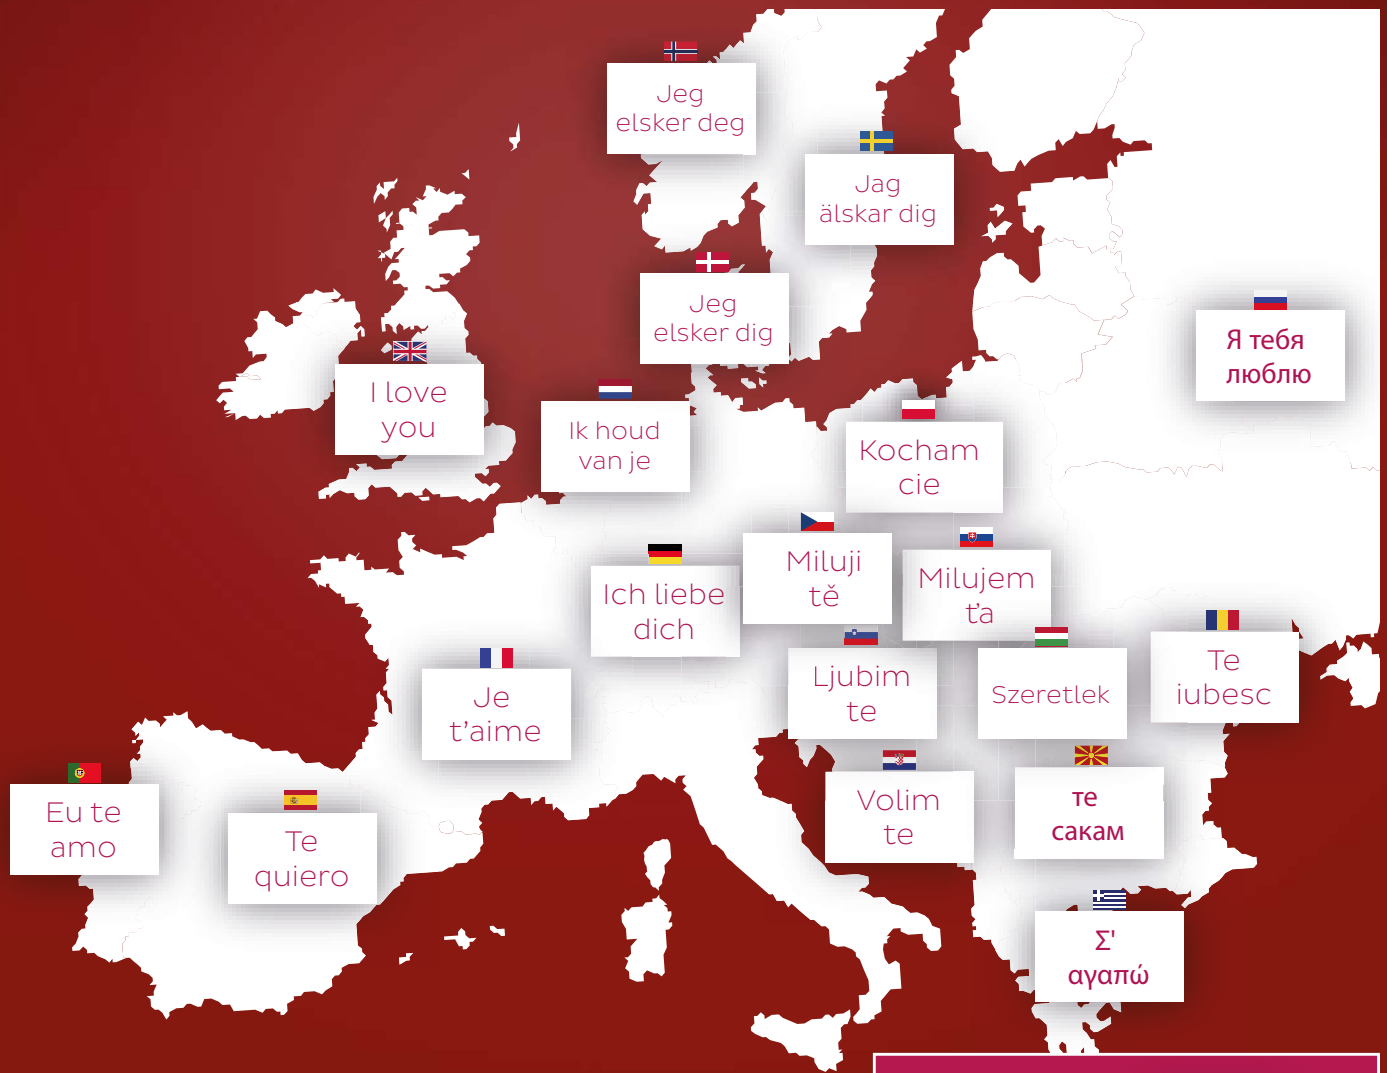 Jeg
elsker deg
Jag
älskar dig
Jeg
elsker dig
Я тебя
люблю
I love
you
Ik houd
van je
Kocham
cie
Miluji
tě
Milujem
ťa
Ich liebe
dich
Te
iubesc
Ljubim
te
Szeretlek
Je
t'aime
Volim
te
те
сакам
Eu te
amo
Te
quiero
Σ'
αγαπώ